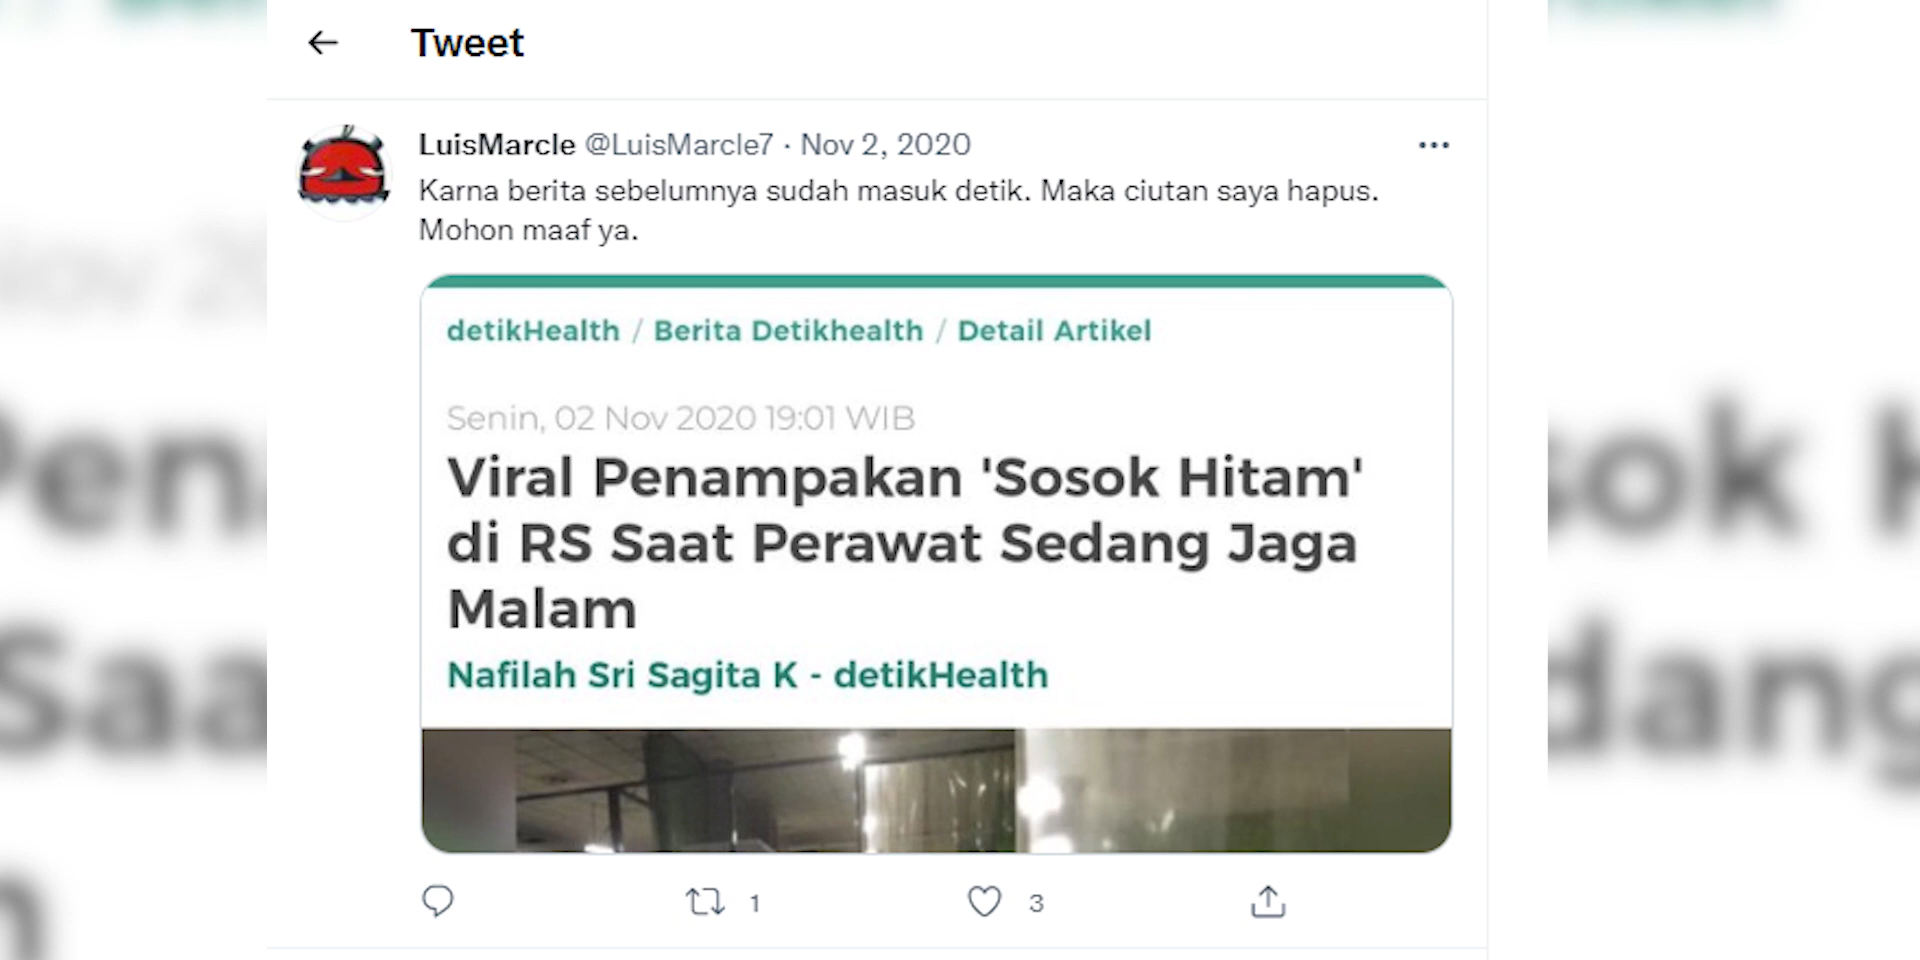 Tweet
LuisMarcle @LuisMarcle7 · Nov 2, 2020
Karna berita sebelumnya sudah masuk detik. Maka ciutan saya hapus.
Mohon maaf ya.
detikHealth / Berita Detikhealth / Detail Artikel
Senin, 02 Nov 2020 19:01 WIB
Viral Penampakan 'Sosok Hitam'
di RS Saat Perawat Sedang Jaga
Malam
Nafilah Sri Sagita K - detikHealth
1
3